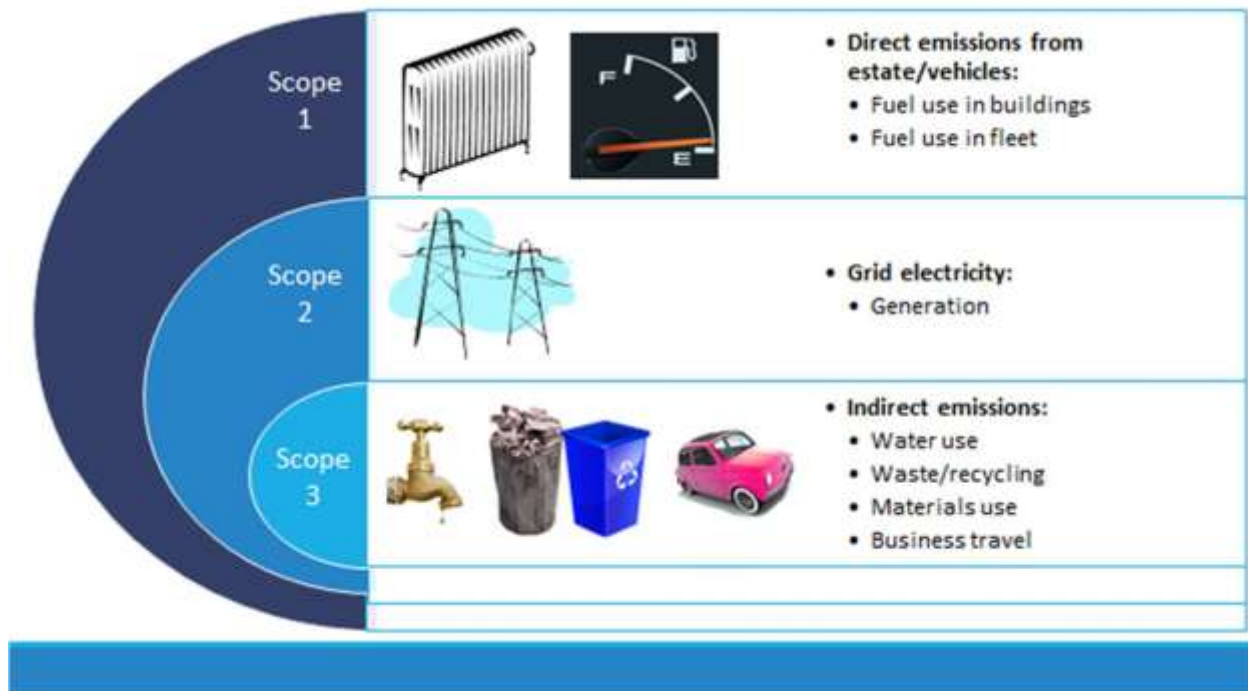 Scope
1
• Direct emissions from
estate/vehicles:
• Fuel use in buildings
• Fuel use in fleet
F
E
Scope
2
• Grid electricity:
• Generation
Scope
3
• Indirect emissions:
• Water use
• Waste/recycling
• Materials use
• Business travel